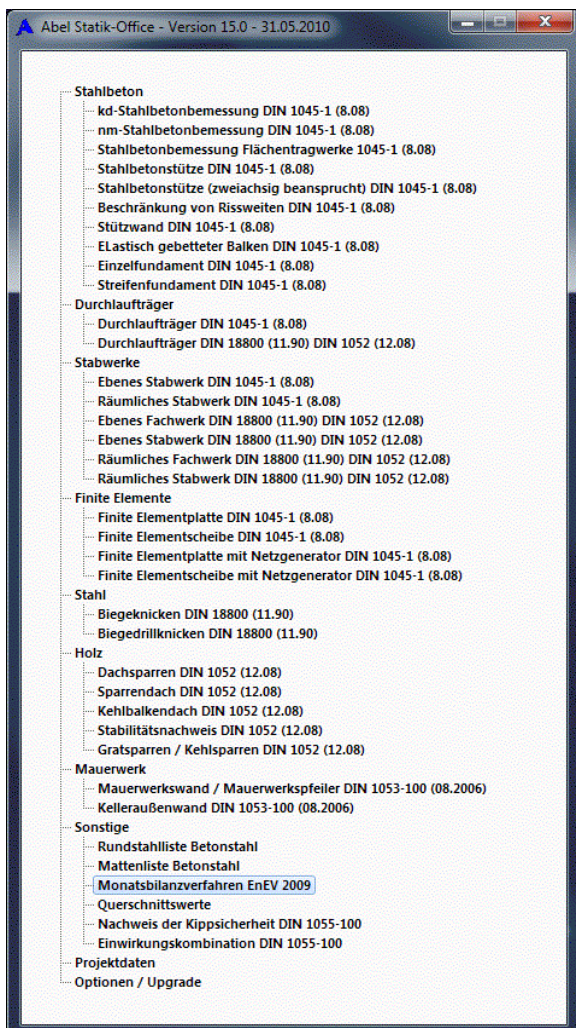 Abel Statik-Office - Version 15.0 - 31.05.2010
Stahlbeton
kd-Stahlbetonbemessung DIN 1045-1 (8.08)
nm-Stahlbetonbemessung DIN 1045-1 (8.08)
Stahlbetonbemessung Flächentragwerke 1045-1 (8.08)
Stahlbetonstütze DIN 1045-1 (8.08)
Stahlbetonstütze (zweiachsig beansprucht) DIN 1045-1 (8.08)
Beschränkung von Rissweiten DIN 1045-1 (8.08)
Stützwand DIN 1045-1 (8.08)
ELastisch gebetteter Balken DIN 1045-1 (8.08)
Einzelfundament DIN 1045-1 (8.08)
Streifenfundament DIN 1045-1 (8.08)
Durchlaufträger
Durchlaufträger DIN 1045-1 (8.08)
Durchlaufträger DIN 18800 (11.90) DIN 1052 (12.08)
Stabwerke
Ebenes Stabwerk DIN 1045-1 (8.08)
Räumliches Stabwerk DIN 1045-1 (8.08)
Ebenes Fachwerk DIN 18800 (11.90) DIN 1052 (12.08)
Ebenes Stabwerk DIN 18800 (11.90) DIN 1052 (12.08)
Räumliches Fachwerk DIN 18800 (11.90) DIN 1052 (12.08)
Räumliches Stabwerk DIN 18800 (11.90) DIN 1052 (12.08)
Finite Elemente
Finite Elementplatte DIN 1045-1 (8.08)
Finite Elementscheibe DIN 1045-1 (8.08)
Finite Elementplatte mit Netzgenerator DIN 1045-1 (8.08)
Finite Elementscheibe mit Netzgenerator DIN 1045-1 (8.08)
Stahl
Biegeknicken DIN 18800 (11.90)
Biegedrillknicken DIN 18800 (11.90)
Holz
Dachsparren DIN 1052 (12.08)
Sparrendach DIN 1052 (12.08)
Kehlbalkendach DIN 1052 (12.08)
Stabilitätsnachweis DIN 1052 (12.08)
Gratsparren / Kehlsparren DIN 1052 (12.08)
Mauerwerk
Mauerwerkswand / Mauerwerkspfeiler DIN 1053-100 (08.2006)
Kelleraußenwand DIN 1053-100 (08.2006)
Sonstige
Rundstahlliste Betonstahl
Mattenliste Betonstahl
Monatsbilanzverfahren EnEV 2009
Querschnittswerte
Nachweis der Kippsicherheit DIN 1055-100
Einwirkungskombination DIN 1055-100
Projektdaten
Optionen / Upgrade